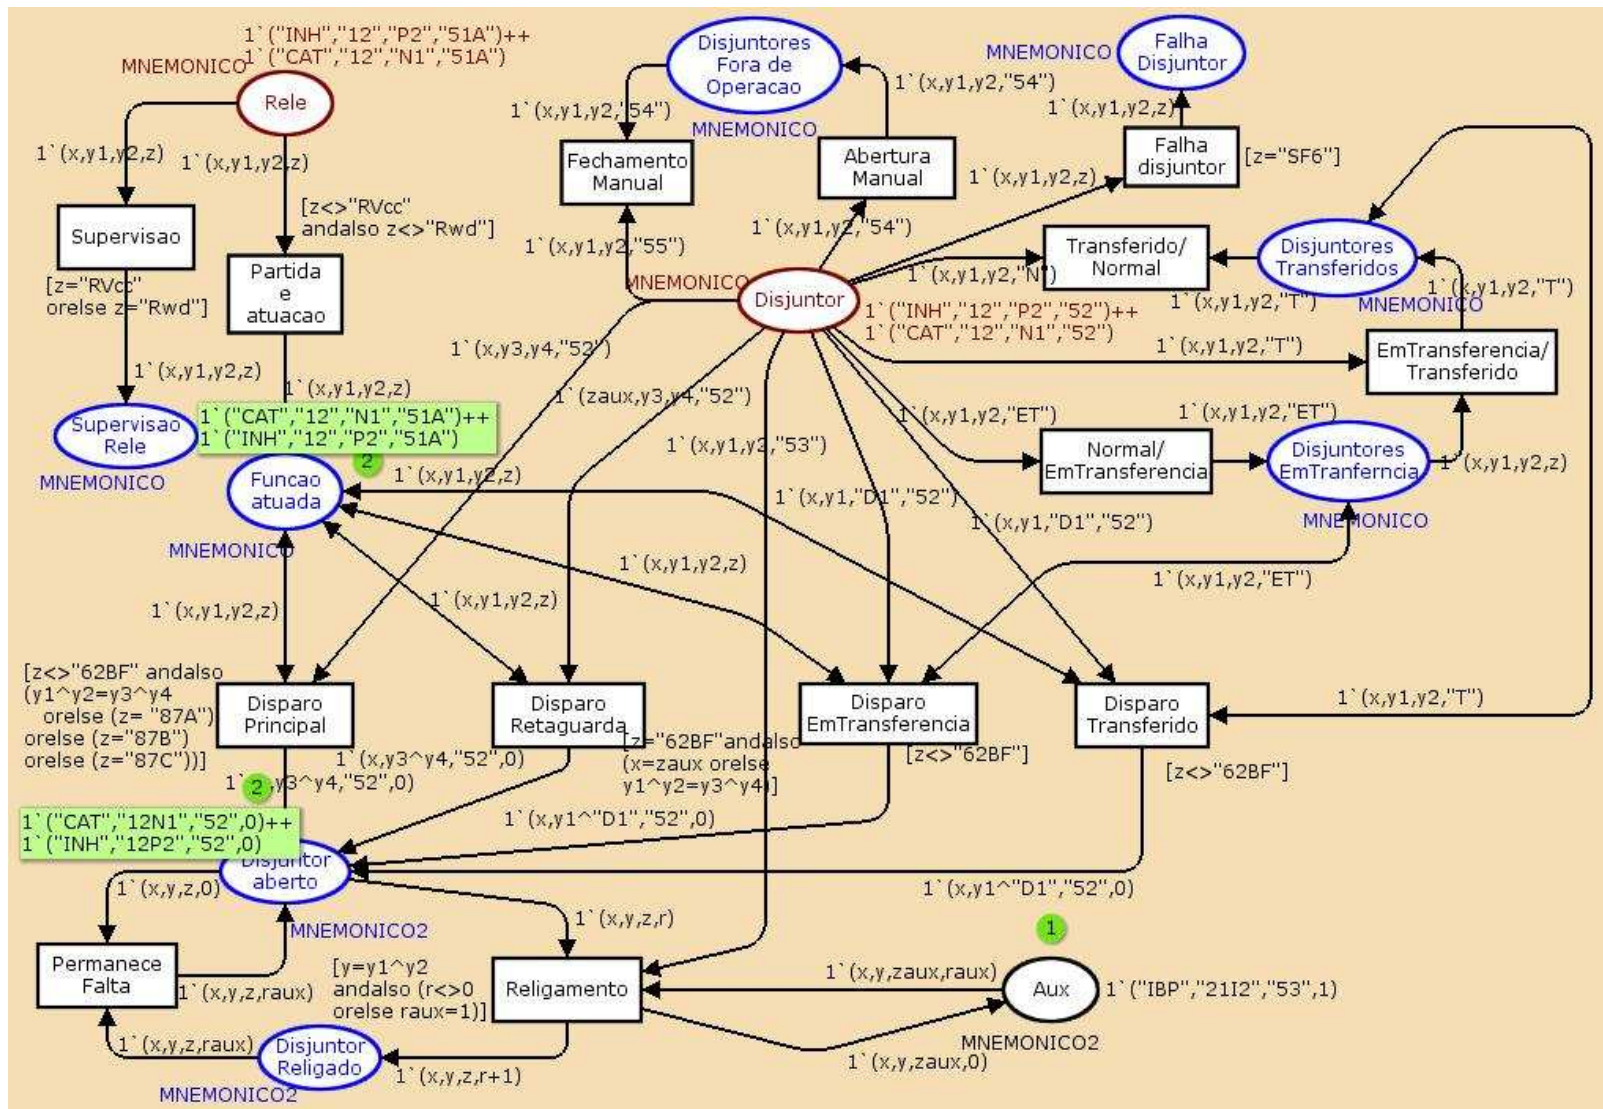 1`("INH","12","P2","51A")++
1`("CAT","12","N1","51A")
MNEMONICO
Rele
1`(x,y1,y2,z)
1`(x,y1,y2,z)
Supervisao
[z="RVcc"
orelse z="Rwd"]
[z<>"RVcc"
andalso z<>"Rwd"]
Partida
e
atuacao
1`(x,y1,y2,z)
1`(x,y1,y2,z)
Supervisao
Rele
MNEMONICO
1`("CAT","12","N1","51A")++
1`("INH","12","P2","51A")
2
Funcao
atuada
MNEMONICO
Disjuntores
Fora de
Operacao
MNEMONICO
1`(x,y1,y2,"54")
1`(x,y1,y2,"54")
Fechamento
Manual
Abertura
Manual
1`(x,y1,y2,"55")
1`(x,y1,y2,"54")
MNEMONICO
Falha
Disjuntor
1`(x,y1,y2,z)
Falha
disjuntor
[z="SF6"]
1`(x,y1,y2,z)
MNEMONICO
Disjuntor
1`("INH","12","P2","52")++
1`("CAT","12","N1","52")
Transferido/
Normal
1`(x,y1,y2,"N")
Disjuntores
Transferidos
MNEMONICO
1`(x,y1,y2,"T")
1`(x,y1,y2,"T")
1`(x,y1,y2,"T")
EmTransferencia/
Transferido
1`(x,y3,y4,"52")
1`(zaux,y3,y4,"52")
1`(x,y1,y2,"53")
1`(x,y1,y2,"ET")
1`(x,y1,y2,"ET")
Normal/
EmTransferencia
Disjuntores
EmTranferncia
1`(x,y1,y2,z)
MNEMONICO
1`(x,y1,y2,z)
1`(x,y1,"D1","52")
1`(x,y1,"D1","52")
1`(x,y1,y2,z)
1`(x,y1,y2,"ET")
1`(x,y1,y2,z)
1`(x,y1,y2,z)
[z<>"62BF" andalso
(y1^y2=y3^y4
orelse (z= "87A")
orelse (z="87B")
orelse (z="87C"))]
Disparo
Principal
Disparo
Retaguarda
[z="62BF"andalso
(x=zaux orelse
y1^y2=y3^y4)]
Disparo
EmTransferencia
[z<>"62BF"]
Disparo
Transferido
[z<>"62BF"]
1`(x,y1,y2,"T")
1`(x,y3^y4,"52",0)
,y3^y4,"52",0)
2
1`("CAT","12N1","52",0)++
1`("INH","12P2","52",0)
Disjuntor
aberto
MNEMONICO2
1`(x,y1^"D1","52",0)
1`(x,y1^"D1","52",0)
1`(x,y,z,0)
1`(x,y,z,r)
Permanece
Falta
1`(x,y,z,raux)
1`(x,y,z,raux)
[y=y1^y2
andalso (r<>0
orelse raux=1)]
Religamento
1`(x,y,zaux,raux)
1
Aux
1`("IBP","21I2","53",1)
MNEMONICO2
1`(x,y,zaux,0)
Disjuntor
Religado
MNEMONICO2
1`(x,y,z,r+1)